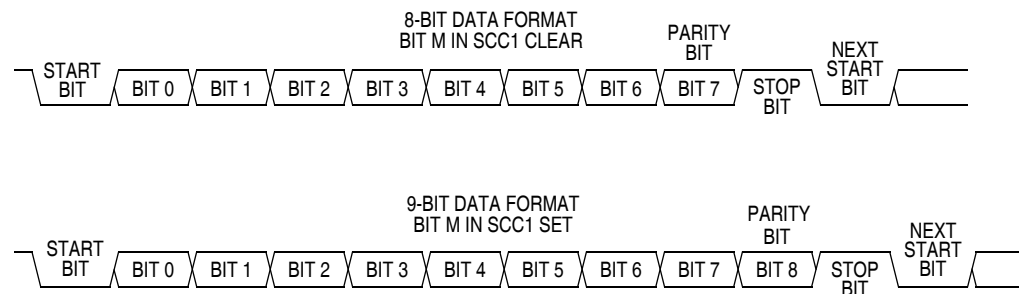 8-BIT DATA FORMAT
BIT M IN SCC1 CLEAR
PARITY
BIT
NEXT
START
BIT
START
BIT
BIT 0
BIT 1
BIT 2
BIT 3
BIT 4
BIT 5
BIT 6
BIT 7
STOP
BIT
9-BIT DATA FORMAT
BIT M IN SCC1 SET
PARITY
BIT
NEXT
START
BIT
START
BIT
BIT 0
BIT 1
BIT 2
BIT 3
BIT 4
BIT 5
BIT 6
BIT 7
BIT 8
STOP
BIT